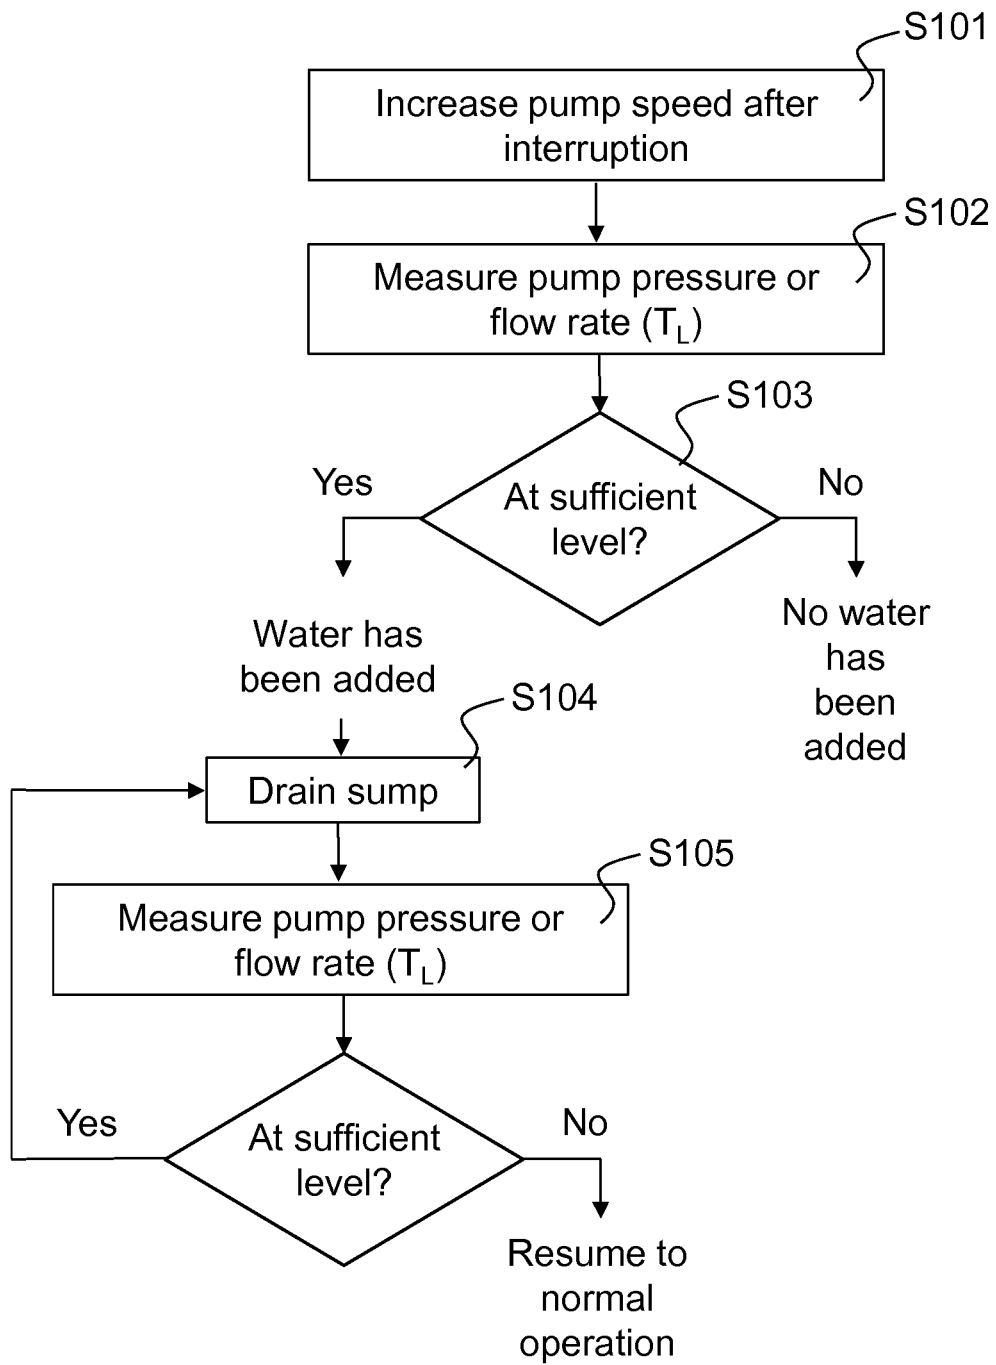 S101
Increase pump speed after
interruption
S102
Measure pump pressure or
flow rate (TL)
S103
At sufficient
level?
Yes
No
No water
has
been
added
Water has
been added
S104
Drain sump
S105
Measure pump pressure or
flow rate (TL)
At sufficient
level?
Yes
No
Resume to
normal
operation